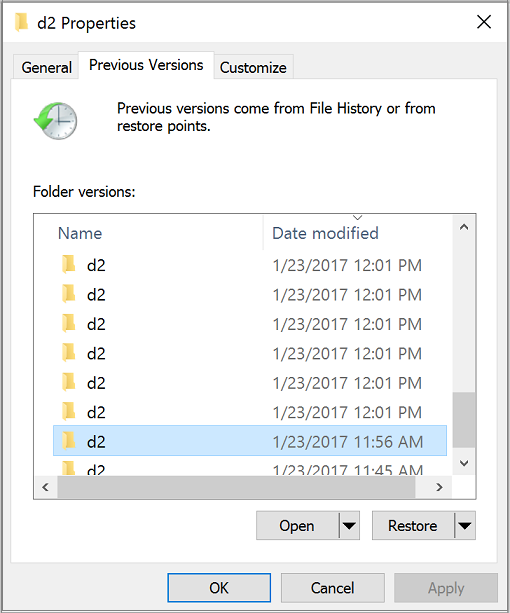 d2 Properties
General Previous Versions Customize
Previous versions come from File History or from
restore points.
Folder versions:
Name Date modified
d2 1/23/2017 12:01 PM
d2 1/23/2017 12:01 PM
d2 1/23/2017 12:01 PM
d2 1/23/2017 12:01 PM
d2 1/23/2017 12:01 PM
d2 1/23/2017 12:01 PM
d2 1/23/2017 11:56 AM
d2 1/23/2017 11:45 AM
Open Restore
OK Cancel Apply